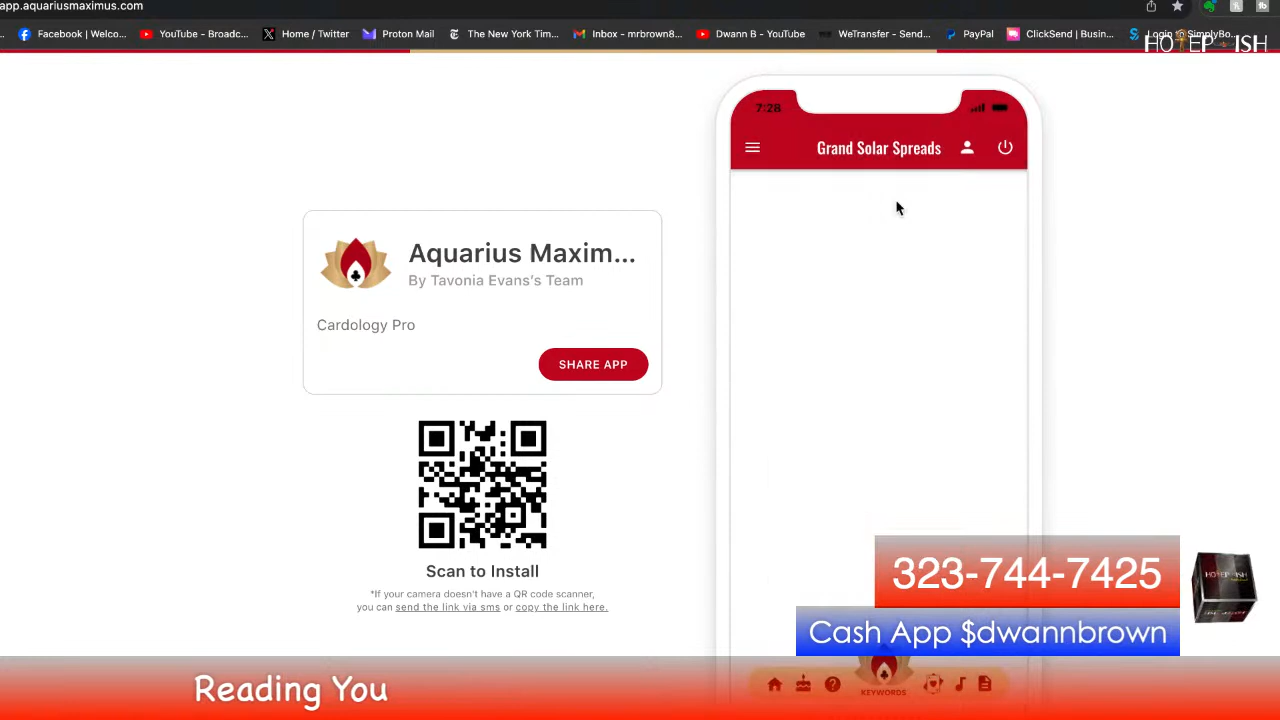 app.aquariusmaximus.com
Facebook | Welco...
YouTube - Broadc...
Home / Twitter
Proton Mail
The New York Tim...
Inbox - mrbrown8...
Dwann B - YouTube
WeTransfer - Send...
PayPal
ClickSend | Busin...
Login @SimplyBo...
HOTEP ISH
7:28
Grand Solar Spreads
Aquarius Maxim...
By Tavonia Evans's Team
Cardology Pro
SHARE APP
Scan to Install
*If your camera doesn't have a QR code scanner,
you can send the link via sms or copy the link here.
323-744-7425
Cash App $dwannbrown
KEYWORDS
Reading You